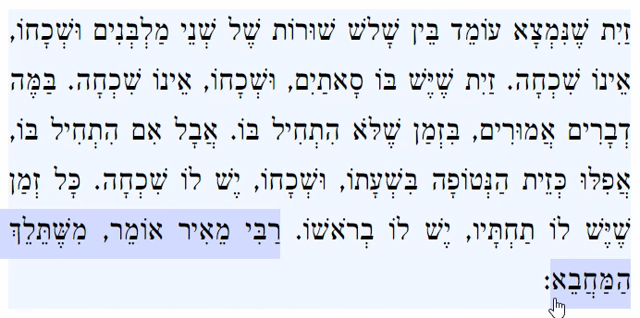 זַיִת שֶׁנִּמְצָא עוֹמֵד בֵּין שָׁלֹשׁ שׁוּרוֹת שֶׁל שְׁנֵי מַלְבְּנִים וּשְׁכָחוֹ,
אֵינוֹ שִׁכְחָה. זַיִת שֶׁיֶּשׁ בּוֹ סָאתַיִם, וּשְׁכָחוֹ, אֵינוֹ שִׁכְחָה. בַּמֶּה
דְבָרִים אֲמוּרִים, בִּזְמַן שֶׁלֹּא הִתְחִיל בּוֹ. אֲבָל אִם הִתְחִיל בּוֹ,
אֲפִלּוּ כְּזֵית הַנְּטוֹפָה בִּשְׁעָתוֹ, וּשְׁכָחוֹ, יֶשׁ לוֹ שִׁכְחָה. כָּל זְמַן
שֶׁיֶּשׁ לוֹ תַחְתָּיו, יֶשׁ לוֹ בְרֹאשׁוֹ. רַבִּי מֵאִיר אוֹמֵר, מִשֶּׁתֵּלֵךְ
הַמַּחֲבֵא: